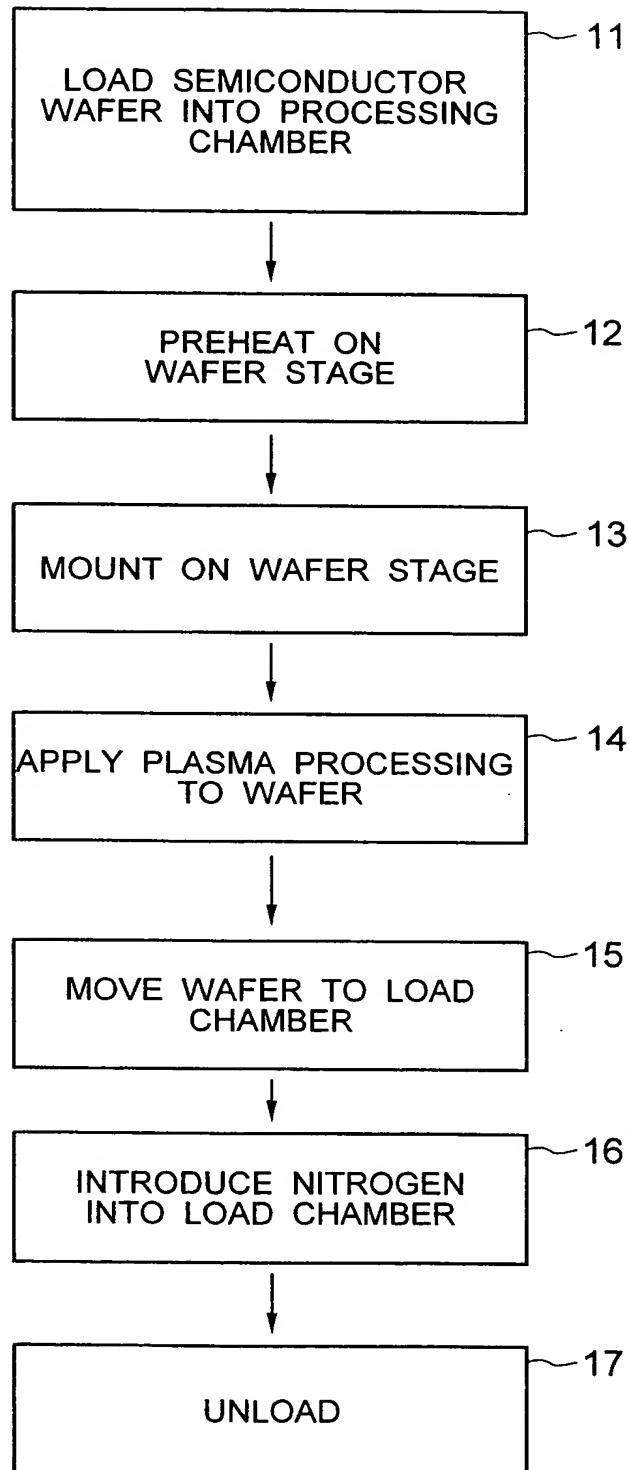 11
LOAD SEMICONDUCTOR
WAFER INTO PROCESSING
CHAMBER
12
PREHEAT ON
WAFER STAGE
13
MOUNT ON WAFER STAGE
14
APPLY PLASMA PROCESSING
TO WAFER
15
MOVE WAFER TO LOAD
CHAMBER
16
INTRODUCE NITROGEN
INTO LOAD CHAMBER
17
UNLOAD